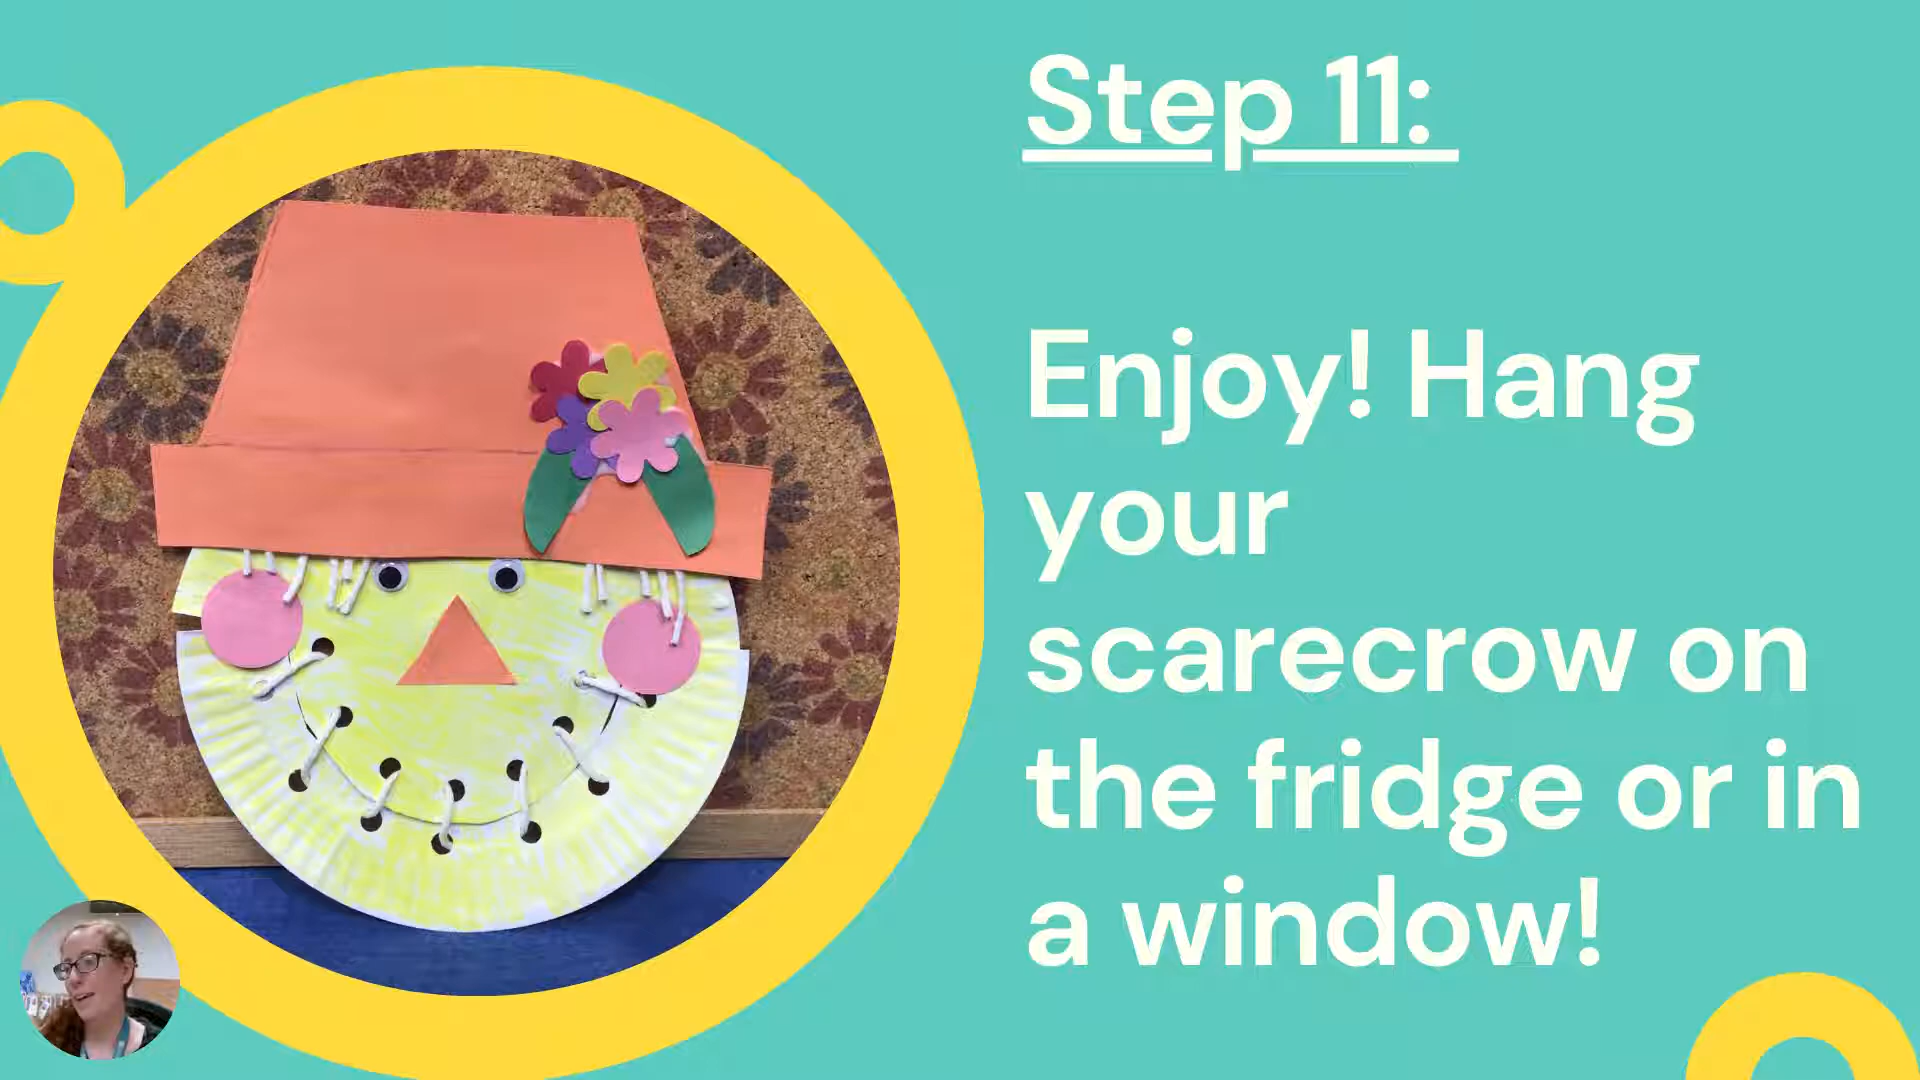 Step 11:
Enjoy! Hang
your
scarecrow on
the fridge or in
a window!